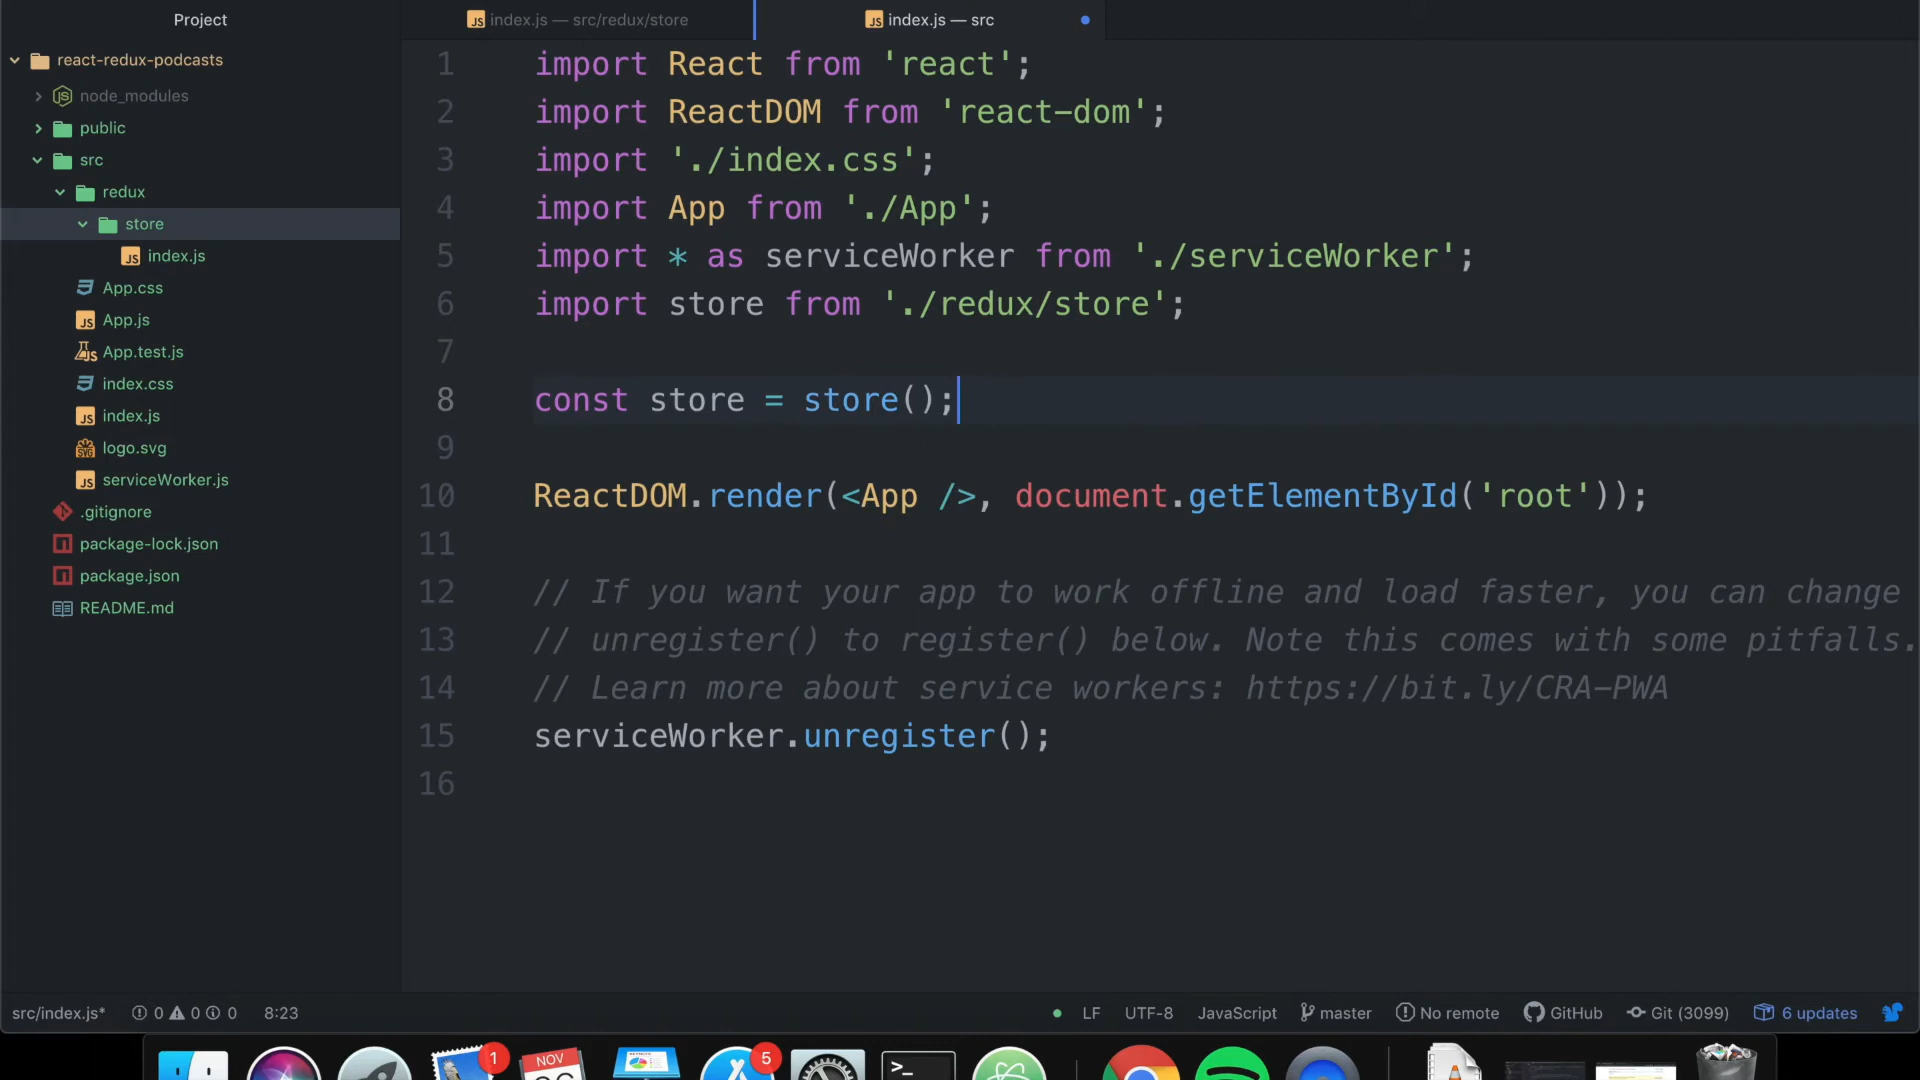 Project
index.js — src/redux/store
index.js — src
react-redux-podcasts
node_modules
public
src
redux
store
index.js
App.css
App.js
App.test.js
index.css
index.js
logo.svg
serviceWorker.js
.gitignore
package-lock.json
package.json
README.md
1 import React from 'react';
2 import ReactDOM from 'react-dom';
3 import './index.css';
4 import App from './App';
5 import * as serviceWorker from './serviceWorker';
6 import store from './redux/store';
7
8 const store = store();
9
10 ReactDOM.render(<App />, document.getElementById('root'));
11
12 // If you want your app to work offline and load faster, you can change
13 // unregister() to register() below. Note this comes with some pitfalls.
14 // Learn more about service workers: https://bit.ly/CRA-PWA
15 serviceWorker.unregister();
16
src/index.js* 0 0 0 8:23 LF UTF-8 JavaScript master No remote GitHub Git (3099) 6 updates
1 NOV 5 >_